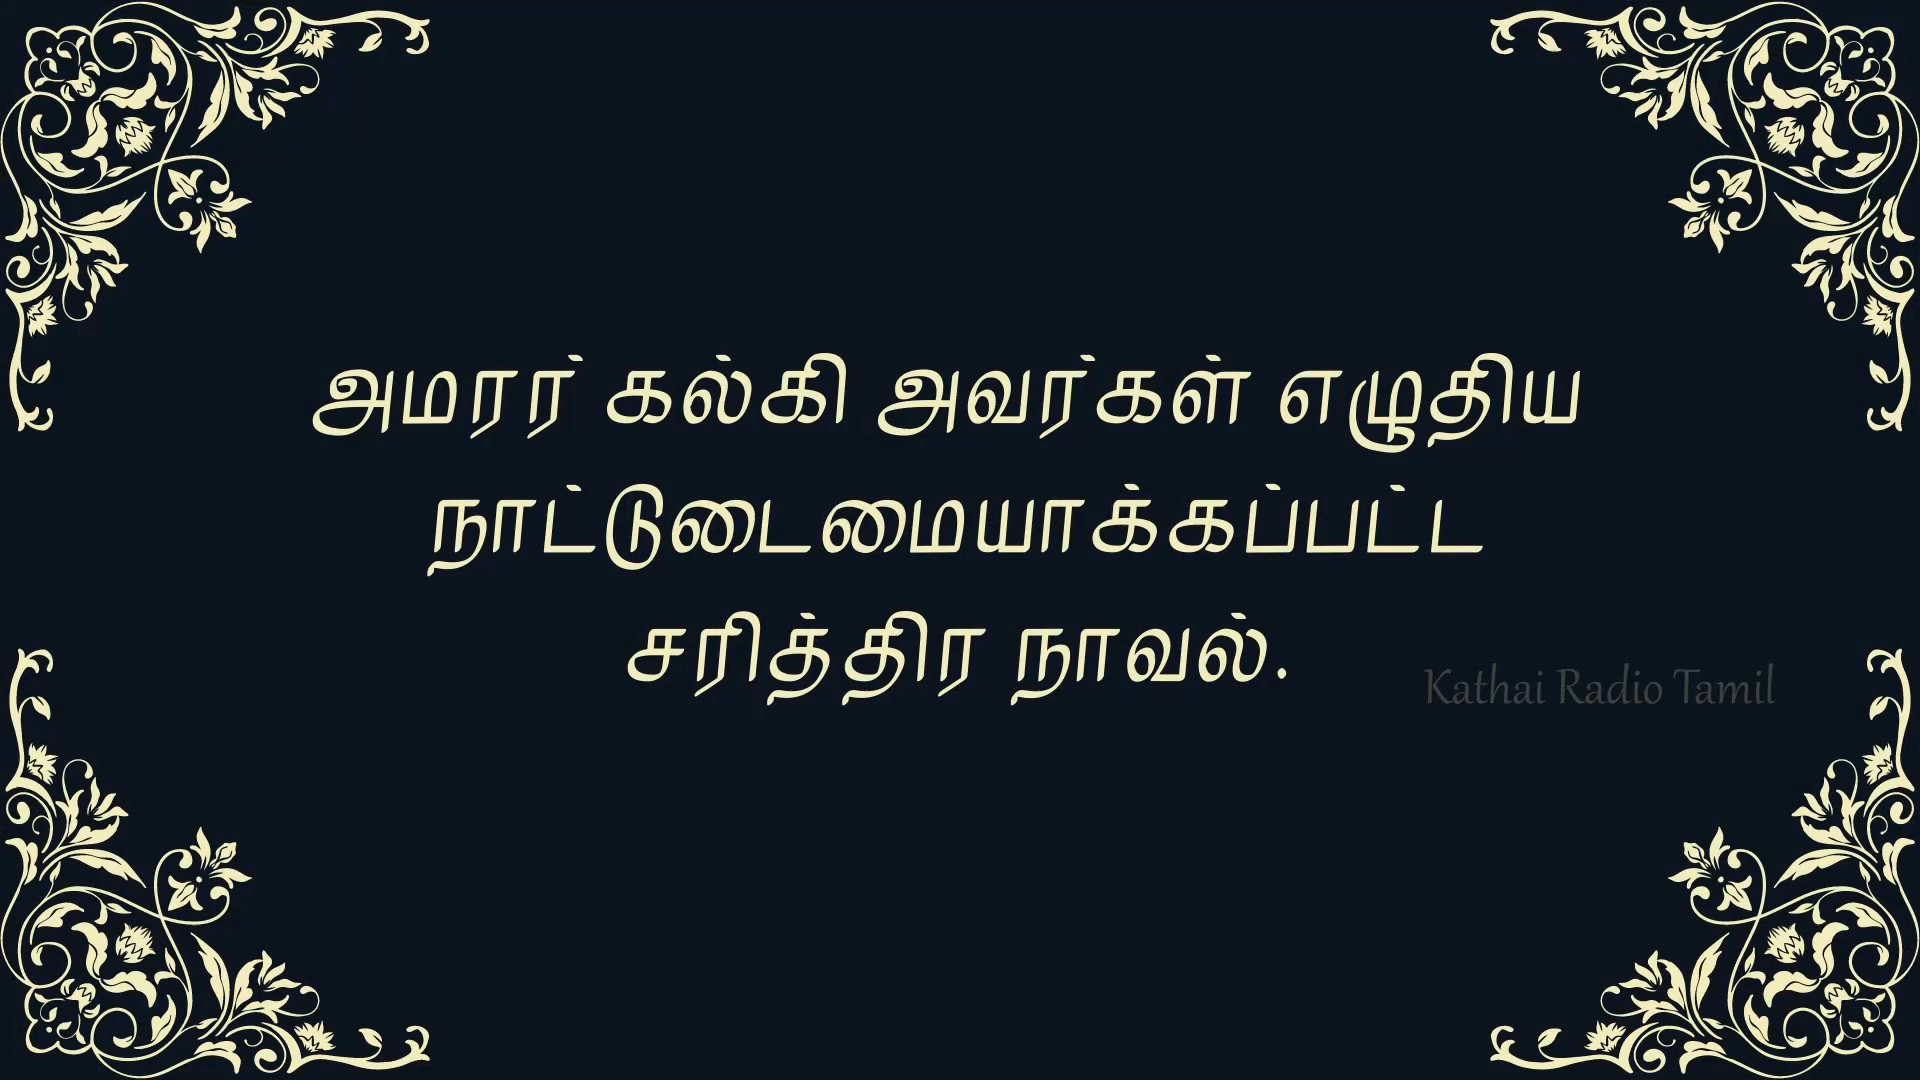 அமரர் கல்கி அவர்கள் எழுதிய
நாட்டுடைமையாக்கப்பட்ட
சரித்திர நாவல்.
Kathai Radio Tamil